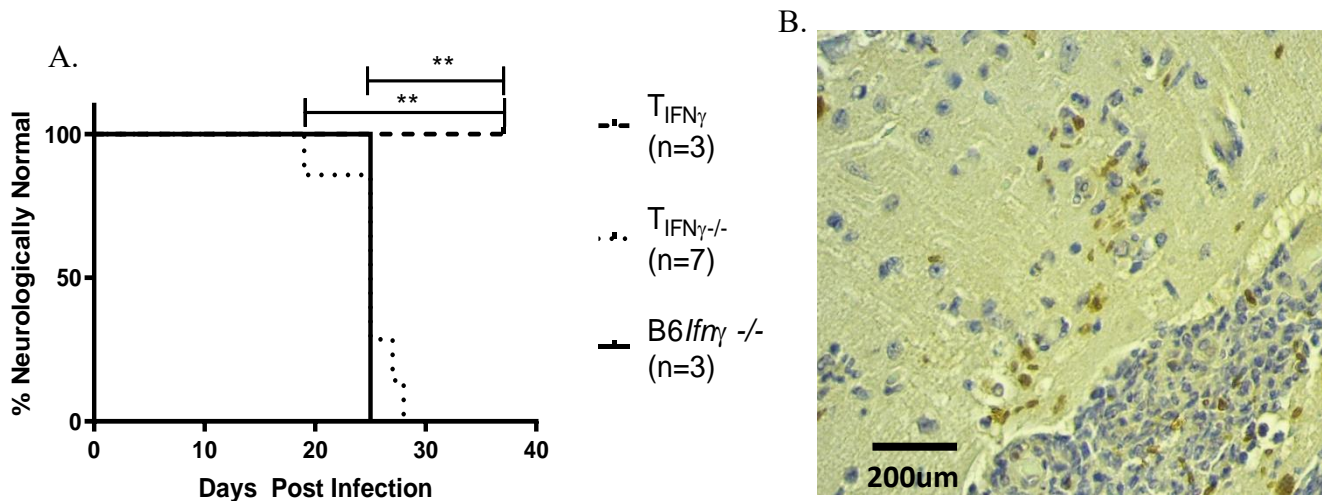 A.
B.
**
**
100
50
0
% Neurologically Normal
0 10 20 30 40
Days Post Infection
TIFNγ
(n=3)
TIFNγ-/-
(n=7)
B6Ifnγ -/-
(n=3)
200um